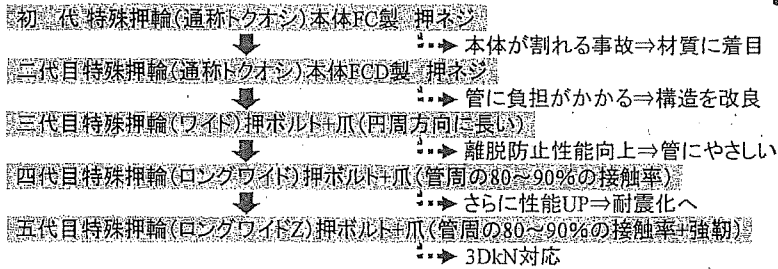 初　代 特殊押輪(通称トクオシ)本体FC製　押ネジ
本体が割れる事故⇒材質に着目
二代目特殊押輪(通称トクオシ)本体FCD製　押ネジ
管に負担がかかる⇒構造を改良
三代目特殊押輪(ワイド)押ボルト+爪(円周方向に長い)
離脱防止性能向上⇒管にやさしい
四代目特殊押輪(ロングワイド)押ボルト+爪(管周の80～90%の接触率)
さらに性能UP⇒耐震化へ
五代目特殊押輪(ロングワイドZ)押ボルト+爪(管周の80～90%の接触率+強靭)
3DkN対応